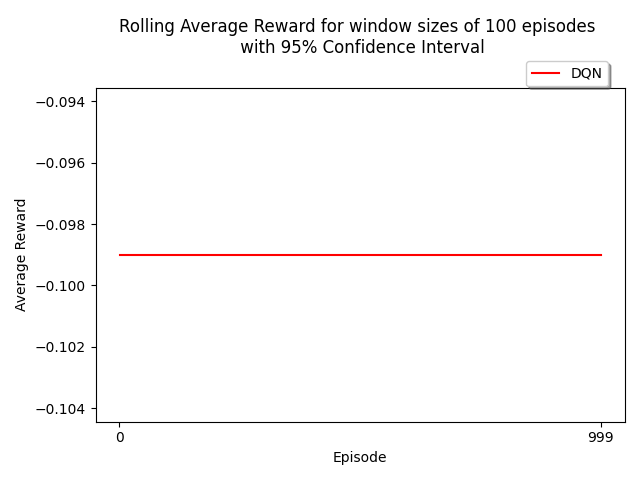 Rolling Average Reward for window sizes of 100 episodes
with 95% Confidence Interval
DQN
−0.094
−0.096
−0.098
−0.100
−0.102
−0.104
Average Reward
0
999
Episode